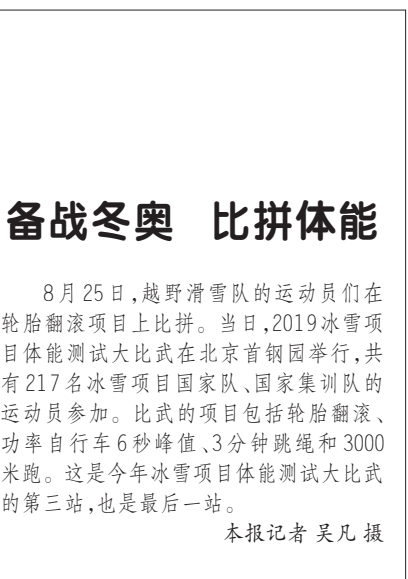 备战冬奥 比拼体能
8月25日,越野滑雪队的运动员们在
轮胎翻滚项目上比拼。当日,2019冰雪项
目体能测试大比武在北京首钢园举行,共
有217名冰雪项目国家队、国家集训队的
运动员参加。比武的项目包括轮胎翻滚、
功率自行车6秒峰值、3分钟跳绳和3000
米跑。这是今年冰雪项目体能测试大比武
的第三站,也是最后一站。
本报记者 吴凡 摄